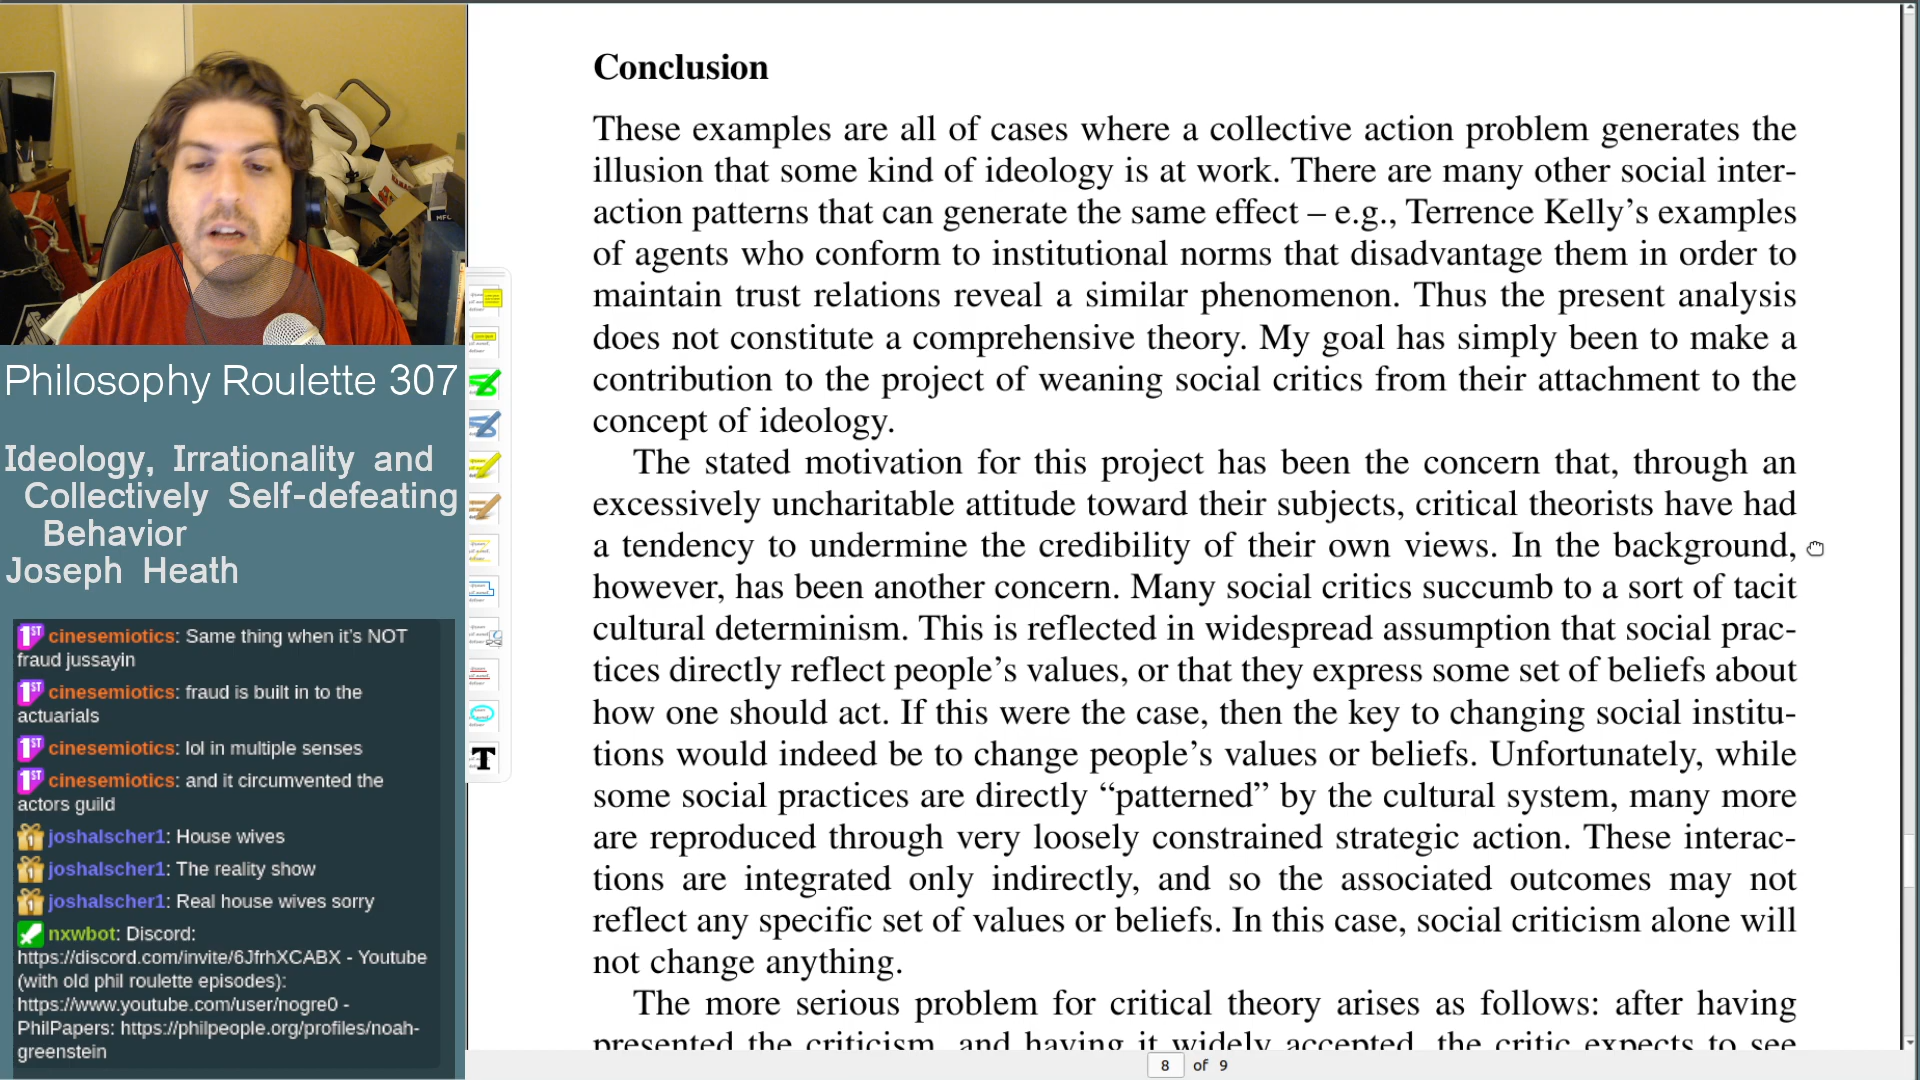 Philosophy Roulette 307
Ideology, Irrationality and
Collectively Self-defeating
Behavior
Joseph Heath
cinesemiotics: Same thing when it's NOT
fraud jussayin
cinesemiotics: fraud is built in to the
actuarials
cinesemiotics: lol in multiple senses
cinesemiotics: and it circumvented the
actors guild
joshalscher1: House wives
joshalscher1: The reality show
joshalscher1: Real house wives sorry
nxwbot: Discord:
https://discord.com/invite/6JfrhXCABX - Youtube
(with old phil roulette episodes):
https://www.youtube.com/user/nogre0 -
PhilPapers: https://philpeople.org/profiles/noah-
greenstein
Conclusion
These examples are all of cases where a collective action problem generates the
illusion that some kind of ideology is at work. There are many other social inter-
action patterns that can generate the same effect – e.g., Terrence Kelly's examples
of agents who conform to institutional norms that disadvantage them in order to
maintain trust relations reveal a similar phenomenon. Thus the present analysis
does not constitute a comprehensive theory. My goal has simply been to make a
contribution to the project of weaning social critics from their attachment to the
concept of ideology.
The stated motivation for this project has been the concern that, through an
excessively uncharitable attitude toward their subjects, critical theorists have had
a tendency to undermine the credibility of their own views. In the background,
however, has been another concern. Many social critics succumb to a sort of tacit
cultural determinism. This is reflected in widespread assumption that social prac-
tices directly reflect people's values, or that they express some set of beliefs about
how one should act. If this were the case, then the key to changing social institu-
tions would indeed be to change people's values or beliefs. Unfortunately, while
some social practices are directly “patterned” by the cultural system, many more
are reproduced through very loosely constrained strategic action. These interac-
tions are integrated only indirectly, and so the associated outcomes may not
reflect any specific set of values or beliefs. In this case, social criticism alone will
not change anything.
The more serious problem for critical theory arises as follows: after having
presented the criticism, and having it widely accepted, the critic expects to see
8 of 9